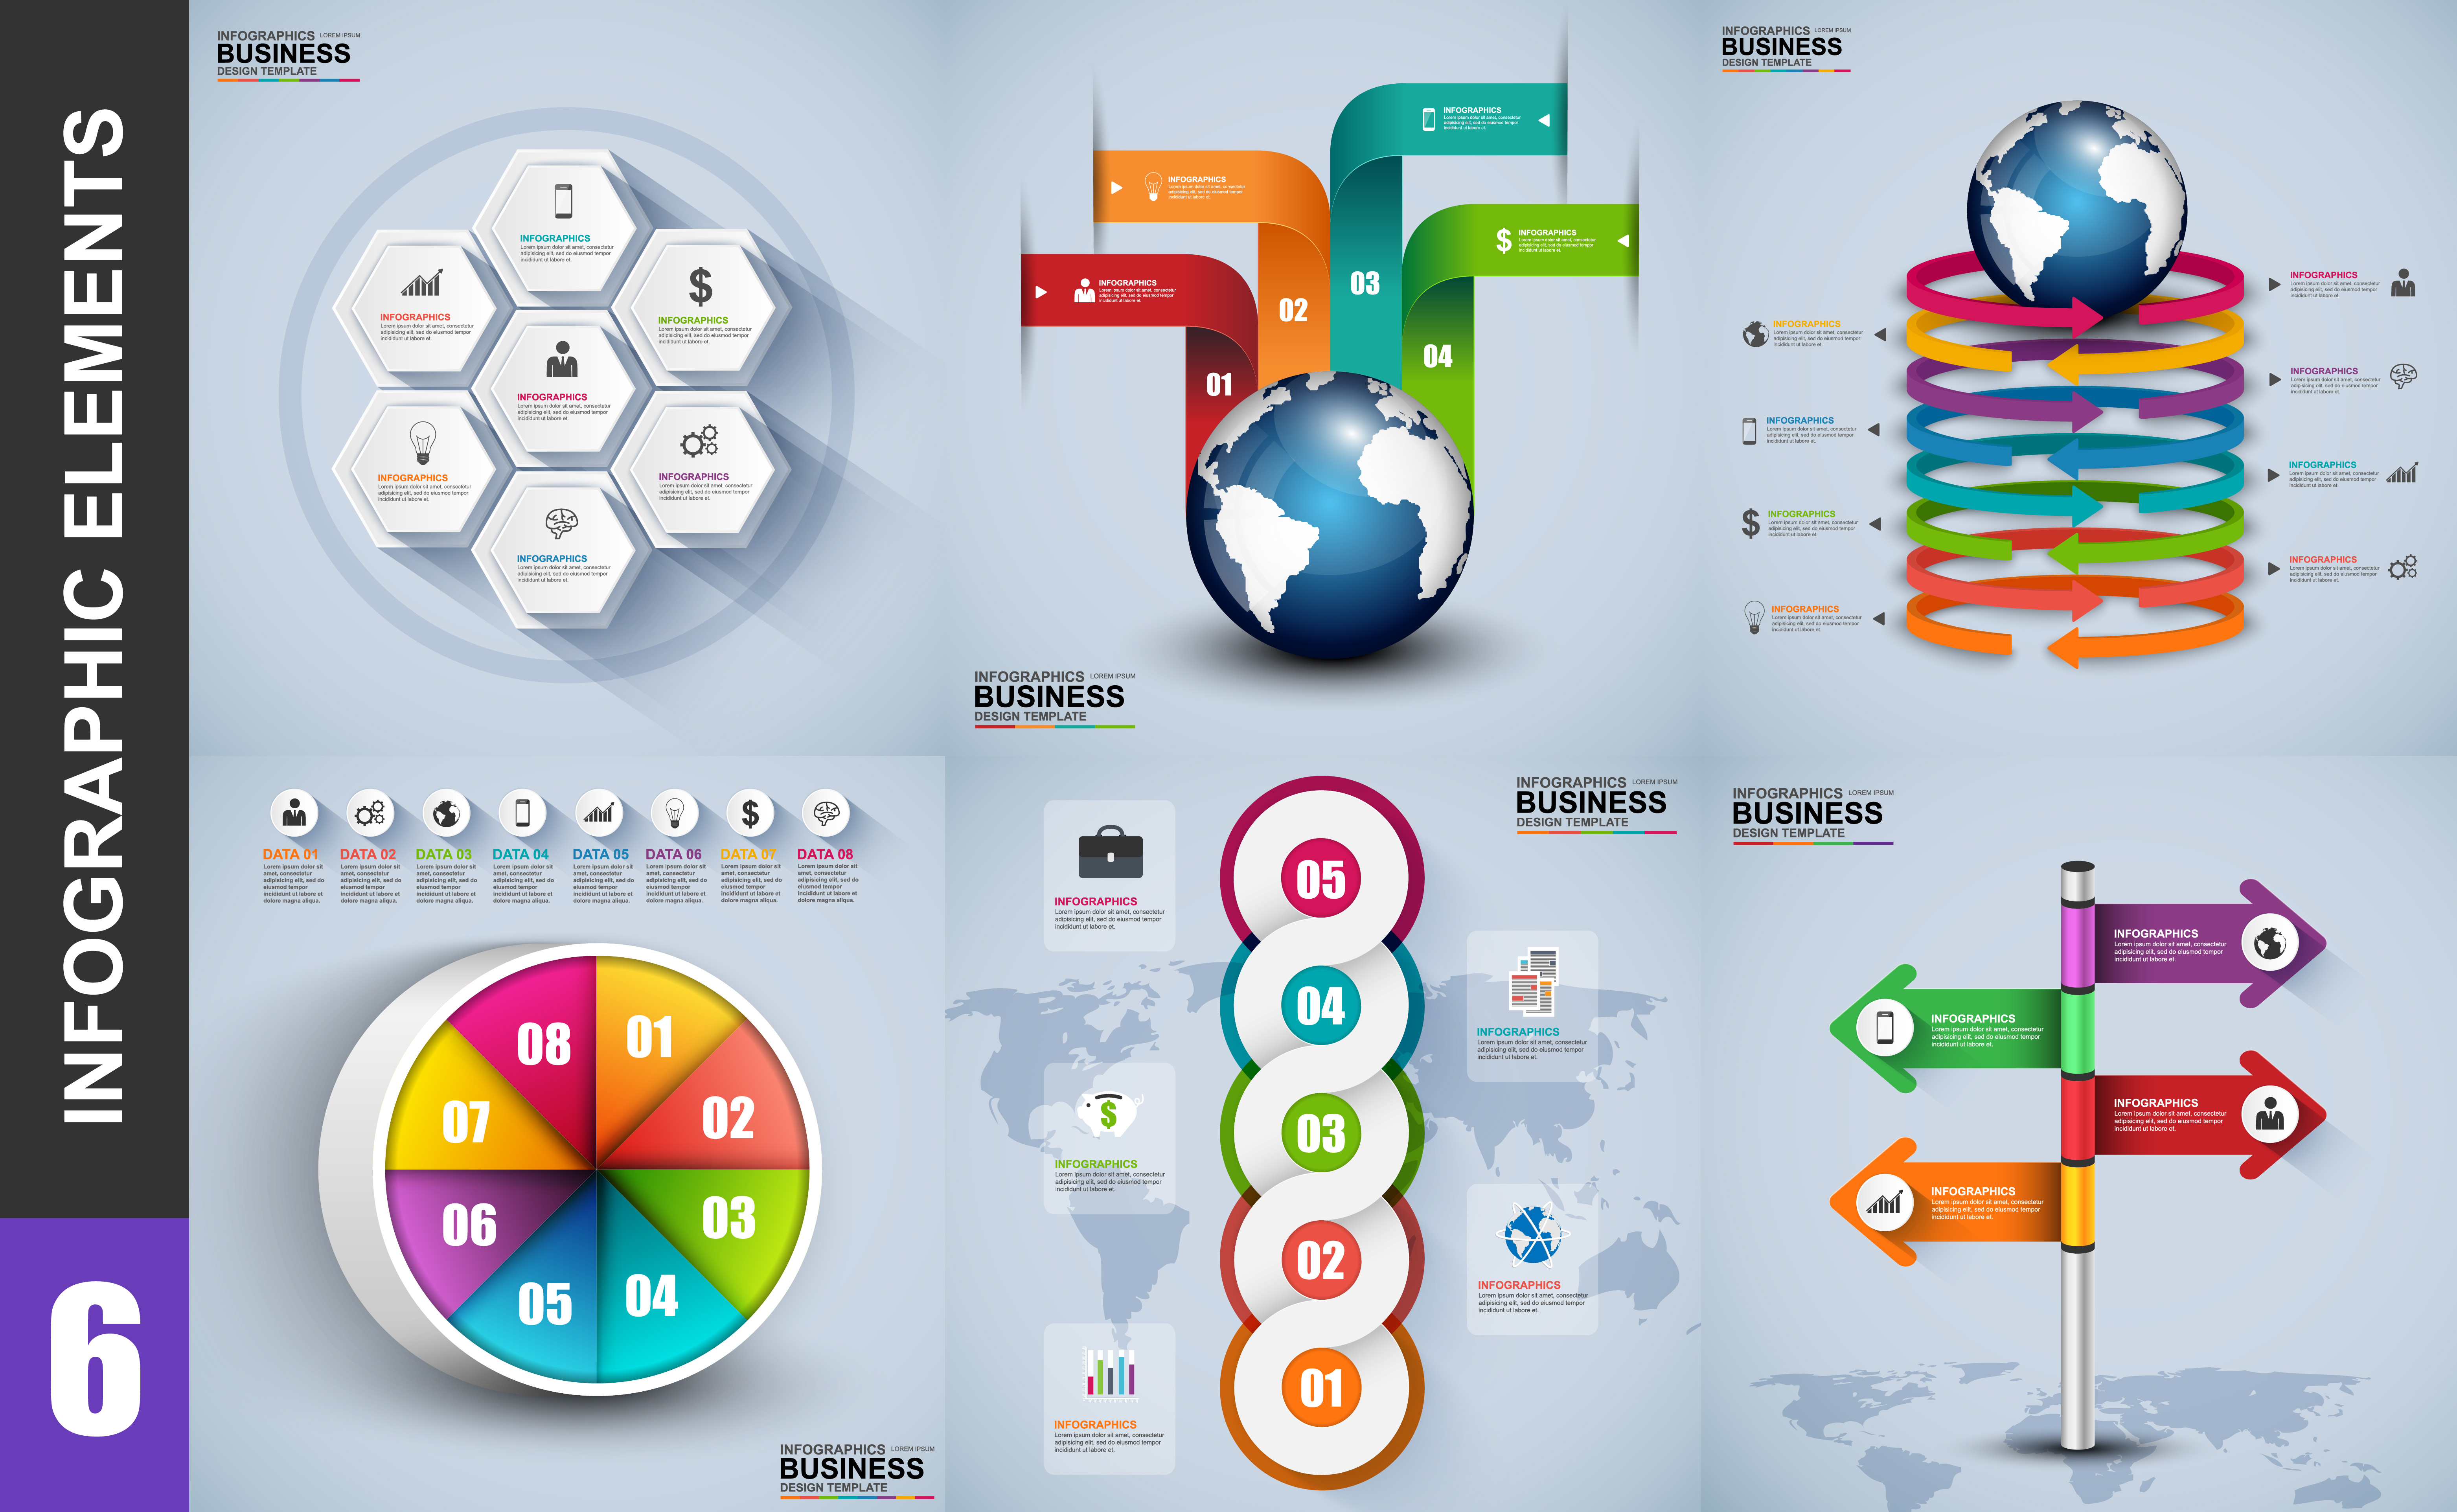 INFOGRAPHIC ELEMENTS
6
INFOGRAPHICS LOREM IPSUM
BUSINESS
DESIGN TEMPLATE
INFOGRAPHICS
Lorem ipsum dolor sit amet, consectetur
adipisicing elit, sed do eiusmod tempor
incididunt ut labore et.
INFOGRAPHICS
Lorem ipsum dolor sit amet, consectetur
adipisicing elit, sed do eiusmod tempor
incididunt ut labore et.
$
INFOGRAPHICS
Lorem ipsum dolor sit amet, consectetur
adipisicing elit, sed do eiusmod tempor
incididunt ut labore et.
INFOGRAPHICS
Lorem ipsum dolor sit amet, consectetur
adipisicing elit, sed do eiusmod tempor
incididunt ut labore et.
INFOGRAPHICS
Lorem ipsum dolor sit amet, consectetur
adipisicing elit, sed do eiusmod tempor
incididunt ut labore et.
INFOGRAPHICS
Lorem ipsum dolor sit amet, consectetur
adipisicing elit, sed do eiusmod tempor
incididunt ut labore et.
INFOGRAPHICS
Lorem ipsum dolor sit amet, consectetur
adipisicing elit, sed do eiusmod tempor
incididunt ut labore et.
INFOGRAPHICS
Lorem ipsum dolor sit amet, consectetur
adipisicing elit, sed do eiusmod tempor
incididunt ut labore et.
INFOGRAPHICS
Lorem ipsum dolor sit amet, consectetur
adipisicing elit, sed do eiusmod tempor
incididunt ut labore et.
$
INFOGRAPHICS
Lorem ipsum dolor sit amet, consectetur
adipisicing elit, sed do eiusmod tempor
incididunt ut labore et.
INFOGRAPHICS
Lorem ipsum dolor sit amet, consectetur
adipisicing elit, sed do eiusmod tempor
incididunt ut labore et.
03
02
04
01
INFOGRAPHICS LOREM IPSUM
BUSINESS
DESIGN TEMPLATE
INFOGRAPHICS LOREM IPSUM
BUSINESS
DESIGN TEMPLATE
INFOGRAPHICS
Lorem ipsum dolor sit amet, consectetur
adipisicing elit, sed do eiusmod tempor
incididunt ut labore et.
INFOGRAPHICS
Lorem ipsum dolor sit amet, consectetur
adipisicing elit, sed do eiusmod tempor
incididunt ut labore et.
INFOGRAPHICS
Lorem ipsum dolor sit amet, consectetur
adipisicing elit, sed do eiusmod tempor
incididunt ut labore et.
INFOGRAPHICS
Lorem ipsum dolor sit amet, consectetur
adipisicing elit, sed do eiusmod tempor
incididunt ut labore et.
INFOGRAPHICS
Lorem ipsum dolor sit amet, consectetur
adipisicing elit, sed do eiusmod tempor
incididunt ut labore et.
$
INFOGRAPHICS
Lorem ipsum dolor sit amet, consectetur
adipisicing elit, sed do eiusmod tempor
incididunt ut labore et.
INFOGRAPHICS
Lorem ipsum dolor sit amet, consectetur
adipisicing elit, sed do eiusmod tempor
incididunt ut labore et.
INFOGRAPHICS
Lorem ipsum dolor sit amet, consectetur
adipisicing elit, sed do eiusmod tempor
incididunt ut labore et.
$
DATA 01
Lorem ipsum dolor sit
amet, consectetur
adipisicing elit, sed do
eiusmod tempor
incididunt ut labore et
dolore magna aliqua.
DATA 02
Lorem ipsum dolor sit
amet, consectetur
adipisicing elit, sed do
eiusmod tempor
incididunt ut labore et
dolore magna aliqua.
DATA 03
Lorem ipsum dolor sit
amet, consectetur
adipisicing elit, sed do
eiusmod tempor
incididunt ut labore et
dolore magna aliqua.
DATA 04
Lorem ipsum dolor sit
amet, consectetur
adipisicing elit, sed do
eiusmod tempor
incididunt ut labore et
dolore magna aliqua.
DATA 05
Lorem ipsum dolor sit
amet, consectetur
adipisicing elit, sed do
eiusmod tempor
incididunt ut labore et
dolore magna aliqua.
DATA 06
Lorem ipsum dolor sit
amet, consectetur
adipisicing elit, sed do
eiusmod tempor
incididunt ut labore et
dolore magna aliqua.
DATA 07
Lorem ipsum dolor sit
amet, consectetur
adipisicing elit, sed do
eiusmod tempor
incididunt ut labore et
dolore magna aliqua.
DATA 08
Lorem ipsum dolor sit
amet, consectetur
adipisicing elit, sed do
eiusmod tempor
incididunt ut labore et
dolore magna aliqua.
08 01
07 02
06 03
05 04
INFOGRAPHICS LOREM IPSUM
BUSINESS
DESIGN TEMPLATE
INFOGRAPHICS LOREM IPSUM
BUSINESS
DESIGN TEMPLATE
05
04
03
02
01
INFOGRAPHICS
Lorem ipsum dolor sit amet, consectetur
adipisicing elit, sed do eiusmod tempor
incididunt ut labore et.
INFOGRAPHICS
Lorem ipsum dolor sit amet, consectetur
adipisicing elit, sed do eiusmod tempor
incididunt ut labore et.
$
INFOGRAPHICS
Lorem ipsum dolor sit amet, consectetur
adipisicing elit, sed do eiusmod tempor
incididunt ut labore et.
INFOGRAPHICS
Lorem ipsum dolor sit amet, consectetur
adipisicing elit, sed do eiusmod tempor
incididunt ut labore et.
INFOGRAPHICS
Lorem ipsum dolor sit amet, consectetur
adipisicing elit, sed do eiusmod tempor
incididunt ut labore et.
INFOGRAPHICS LOREM IPSUM
BUSINESS
DESIGN TEMPLATE
INFOGRAPHICS
Lorem ipsum dolor sit amet, consectetur
adipisicing elit, sed do eiusmod tempor
incididunt ut labore et.
INFOGRAPHICS
Lorem ipsum dolor sit amet, consectetur
adipisicing elit, sed do eiusmod tempor
incididunt ut labore et.
INFOGRAPHICS
Lorem ipsum dolor sit amet, consectetur
adipisicing elit, sed do eiusmod tempor
incididunt ut labore et.
INFOGRAPHICS
Lorem ipsum dolor sit amet, consectetur
adipisicing elit, sed do eiusmod tempor
incididunt ut labore et.